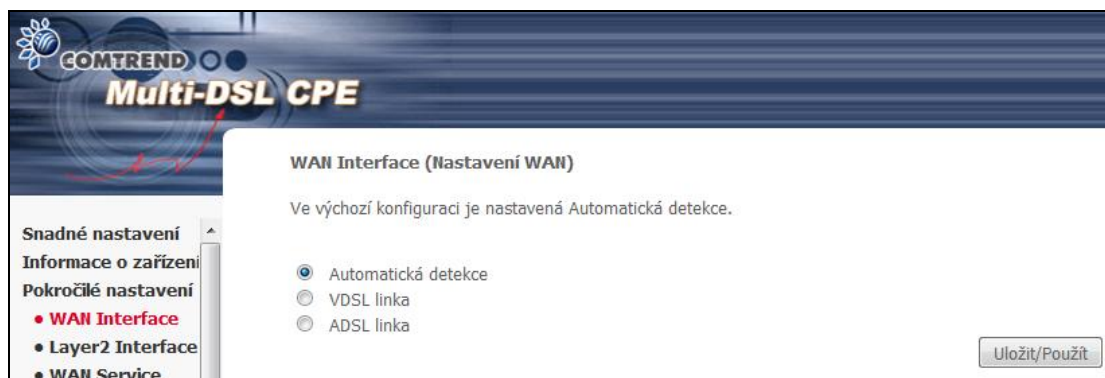 COMTREND
Multi-DSL CPE
WAN Interface (Nastavení WAN)
Ve výchozí konfiguraci je nastavená Automatická detekce.
Automatická detekce
VDSL linka
ADSL linka
Uložit/Použít
Snadné nastavení
Informace o zařízení
Pokročilé nastavení
• WAN Interface
• Layer2 Interface
• WAN Service